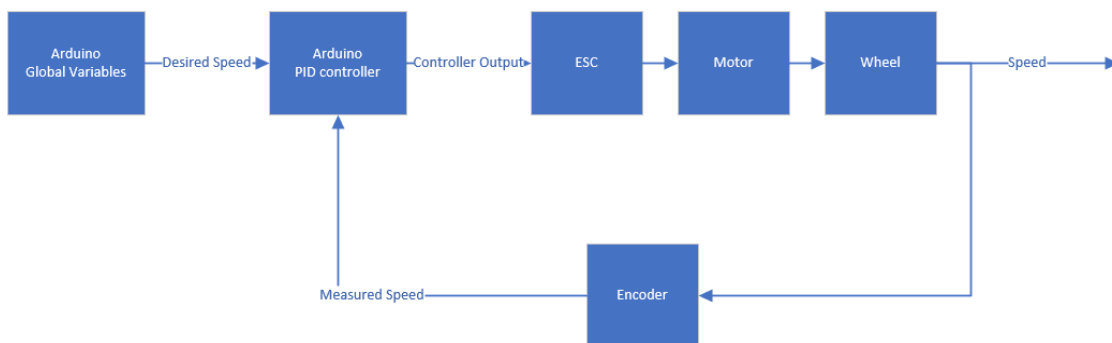 Arduino
Global Variables
Desired Speed
Arduino
PID controller
Controller Output
ESC
Motor
Wheel
Speed
Measured Speed
Encoder